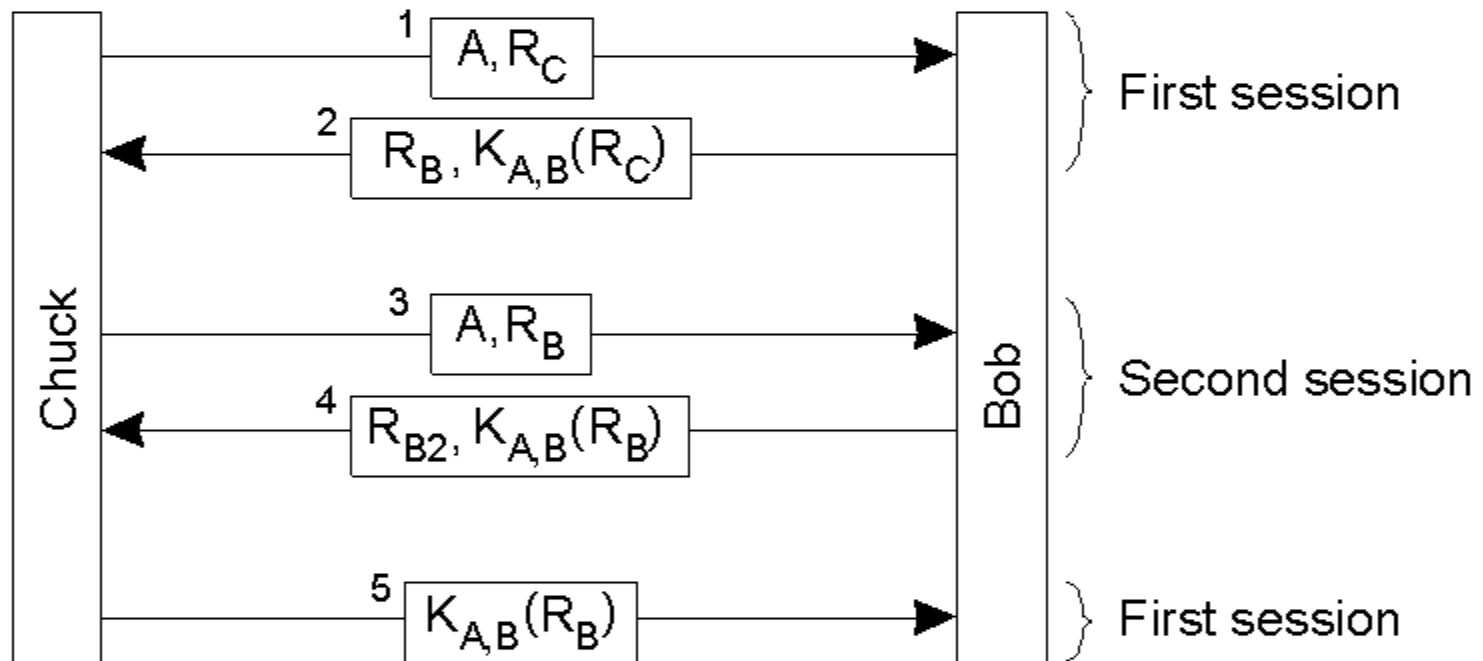 1
A, R_C
First session
2
R_B, K_A,B(R_C)
Chuck
3
A, R_B
Bob
Second session
4
R_B2, K_A,B(R_B)
5
K_A,B(R_B)
First session